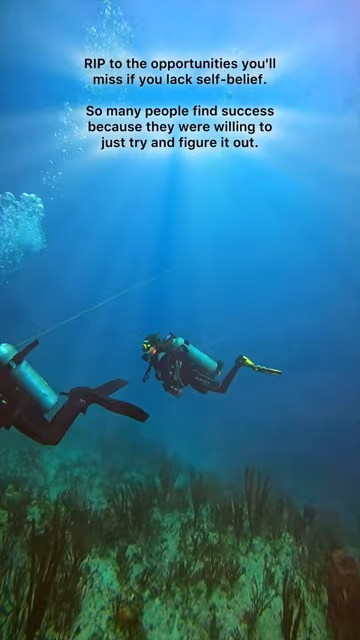 RIP to the opportunities you'll
miss if you lack self-belief.
So many people find success
because they were willing to
just try and figure it out.